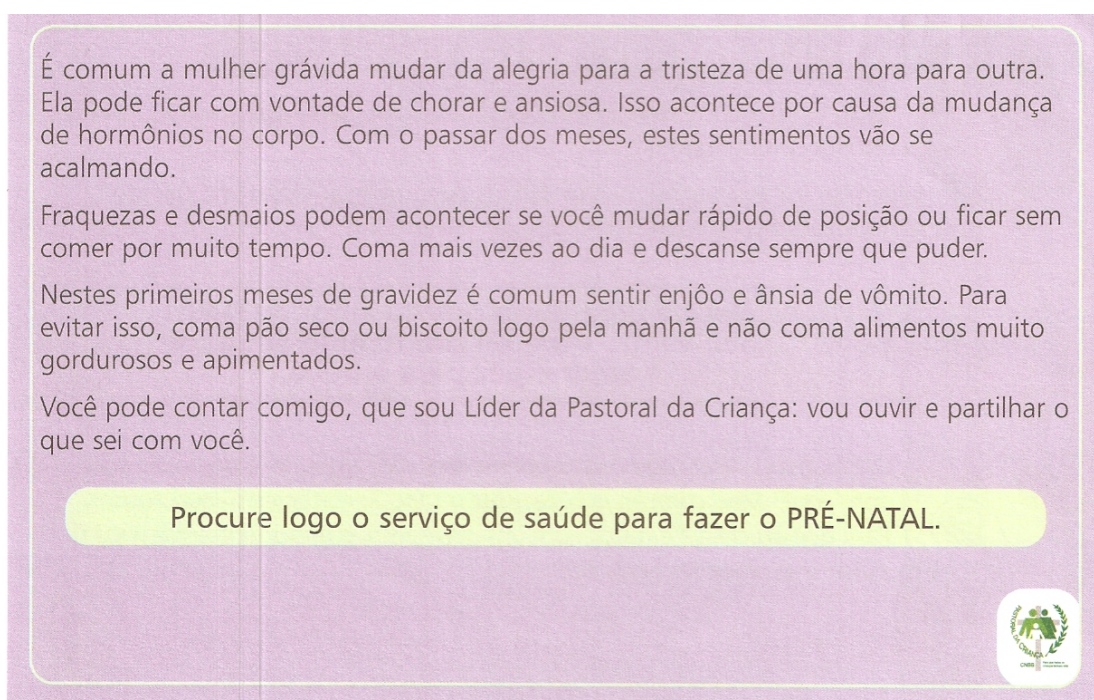 É comum a mulher grávida mudar da alegria para a tristeza de uma hora para outra.
Ela pode ficar com vontade de chorar e ansiosa. Isso acontece por causa da mudança
de hormônios no corpo. Com o passar dos meses, estes sentimentos vão se
acalmando.
Fraquezas e desmaios podem acontecer se você mudar rápido de posição ou ficar sem
comer por muito tempo. Coma mais vezes ao dia e descanse sempre que puder.
Nestes primeiros meses de gravidez é comum sentir enjôo e ânsia de vômito. Para
evitar isso, coma pão seco ou biscoito logo pela manhã e não coma alimentos muito
gordurosos e apimentados.
Você pode contar comigo, que sou Líder da Pastoral da Criança: vou ouvir e partilhar o
que sei com você.
Procure logo o serviço de saúde para fazer o PRÉ-NATAL.
PASTORAL DA CRIANÇA
CNBB